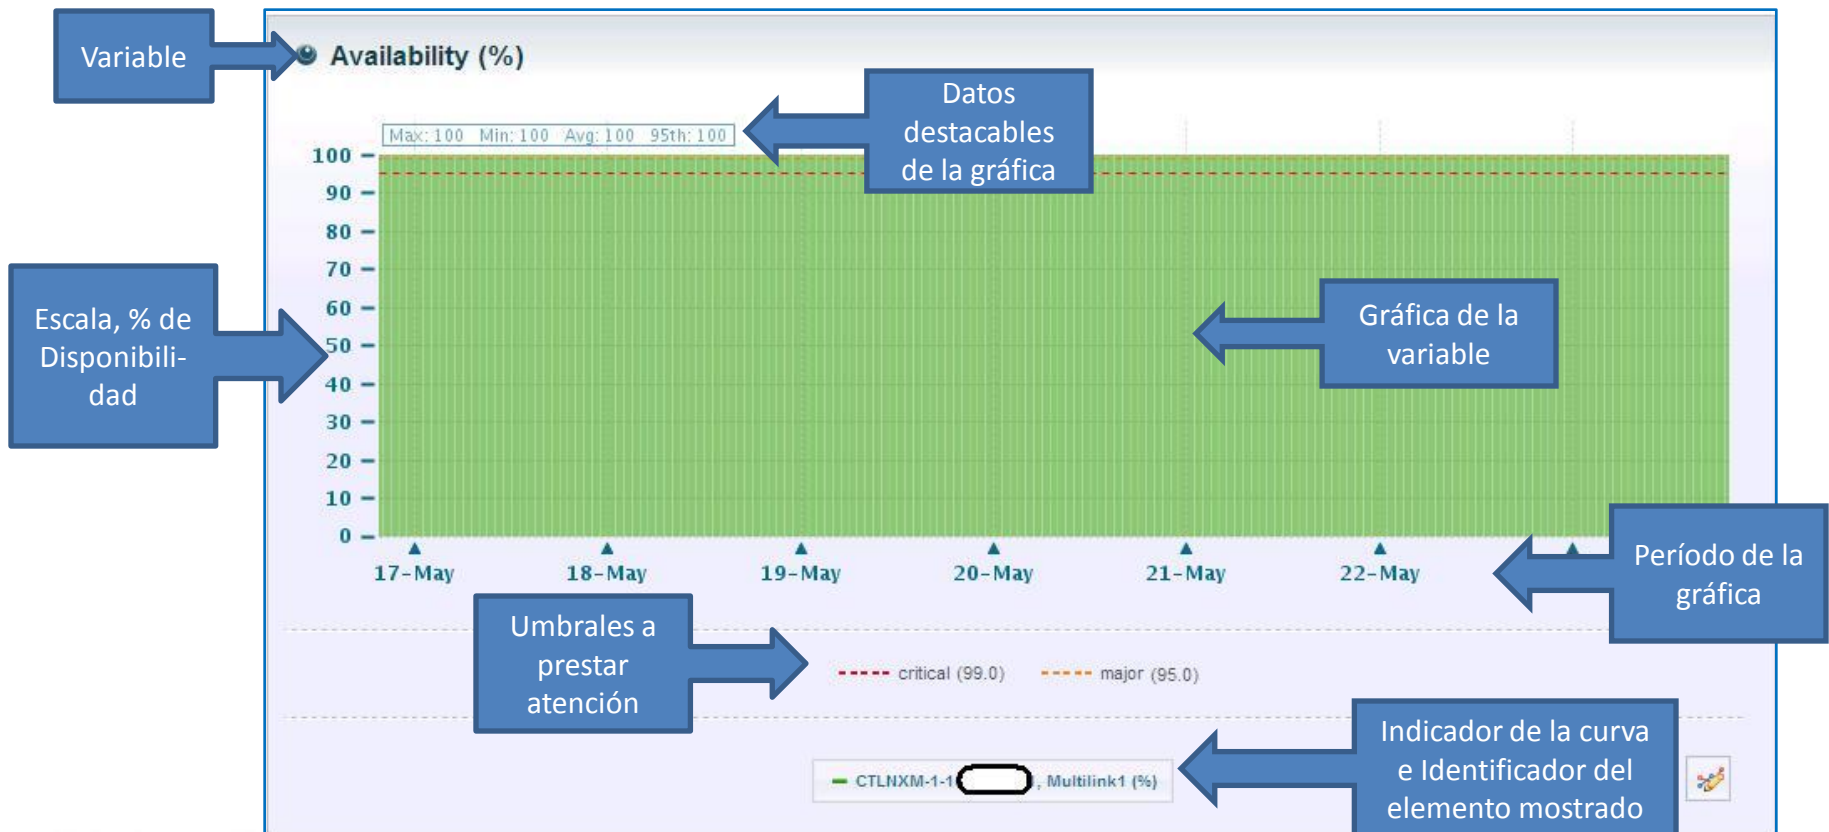 Variable
Availability (%)
Datos
destacables
de la gráfica
Max: 100 Min: 100 Avg: 100 95th: 100
100
90
80
70
60
50
40
30
20
10
0
Escala, % de
Disponibili-
dad
Gráfica de la
variable
17-May 18-May 19-May 20-May 21-May 22-May
Período de la
gráfica
Umbrales a
prestar
atención
critical (99.0) major (95.0)
Indicador de la curva
e Identificador del
elemento mostrado
CTLNXM-1-1 , Multilink1 (%)